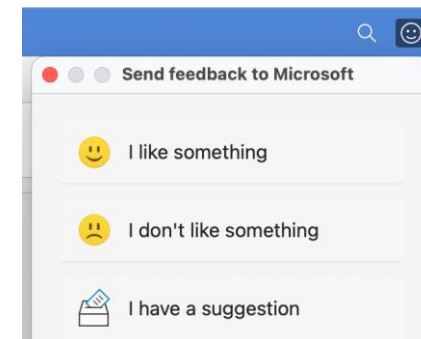 Send feedback to Microsoft
I like something
I don't like something
I have a suggestion